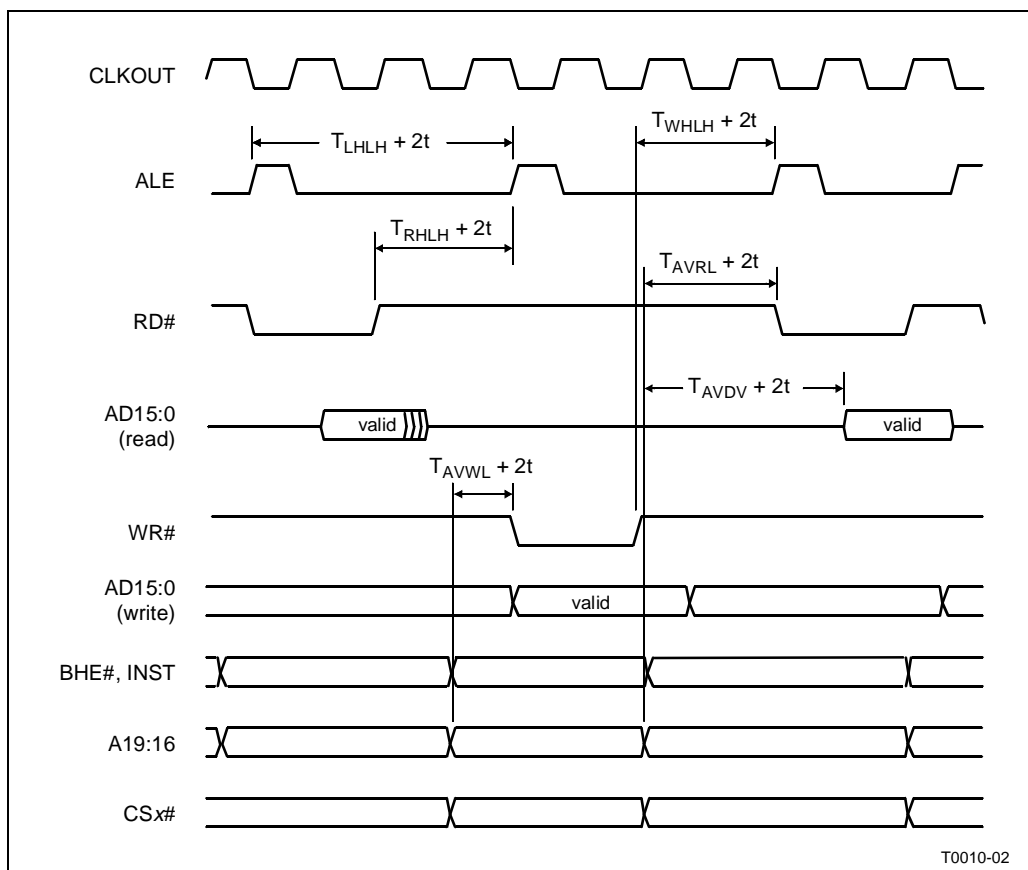 CLKOUT
T_WHLH + 2t
T_LHLH + 2t
ALE
T_RHLH + 2t
T_AVRL + 2t
RD#
T_AVDV + 2t
AD15:0
(read)
valid
valid
T_AVWL + 2t
WR#
AD15:0
(write)
valid
BHE#, INST
A19:16
CSx#
T0010-02